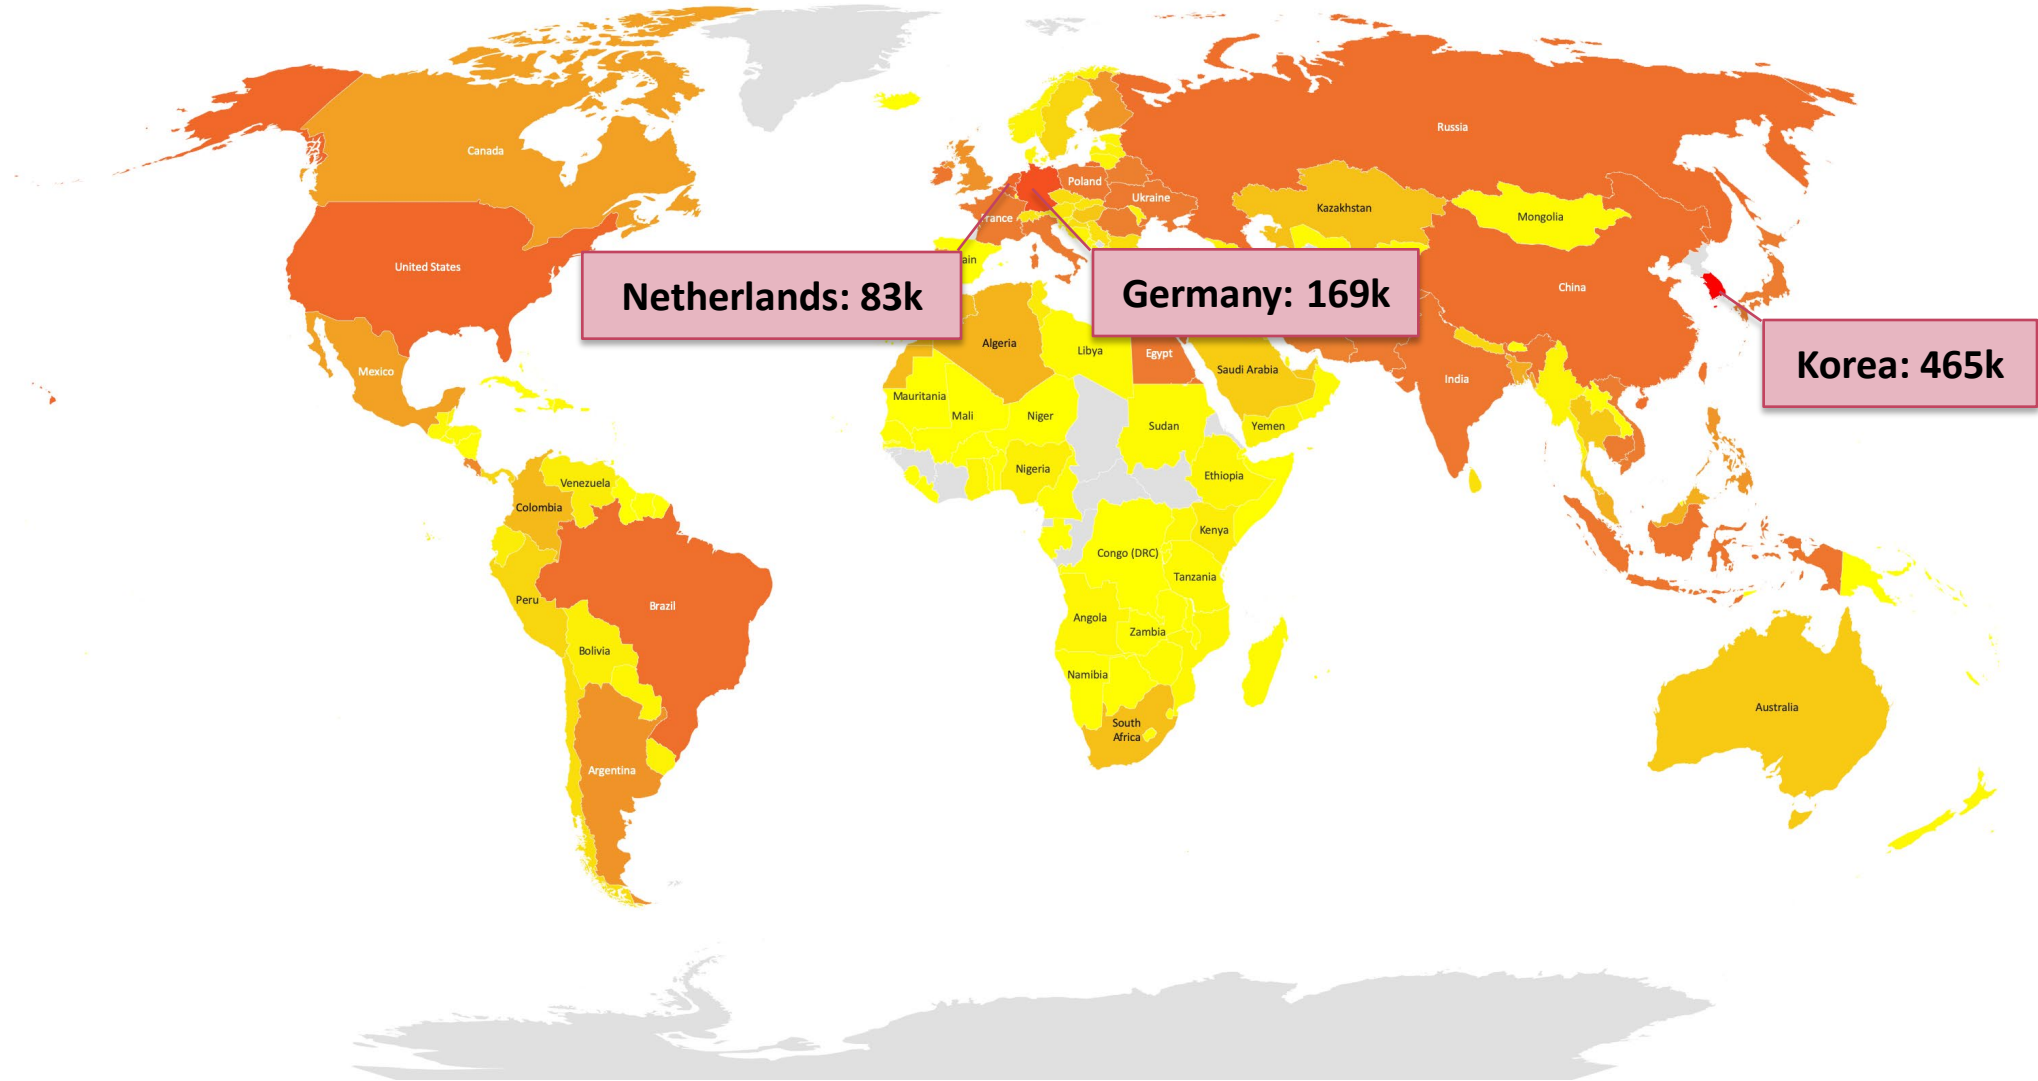 Canada
Russia
Poland
Ukraine
France
Kazakhstan
Mongolia
United States
ain
Netherlands: 83k
Germany: 169k
China
Korea: 465k
Mexico
Algeria
Libya
Egypt
Saudi Arabia
India
Mauritania
Mali
Niger
Sudan
Yemen
Nigeria
Ethiopia
Venezuela
Colombia
Kenya
Congo (DRC)
Tanzania
Peru
Brazil
Angola
Zambia
Bolivia
Namibia
South
Africa
Australia
Argentina